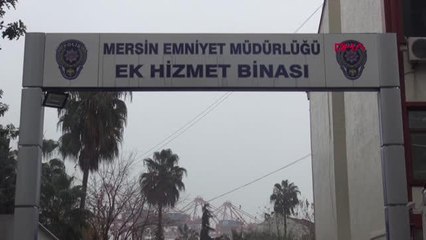 MERSİN EMNİYET MÜDÜRLÜĞÜ
EK HİZMET BİNASI